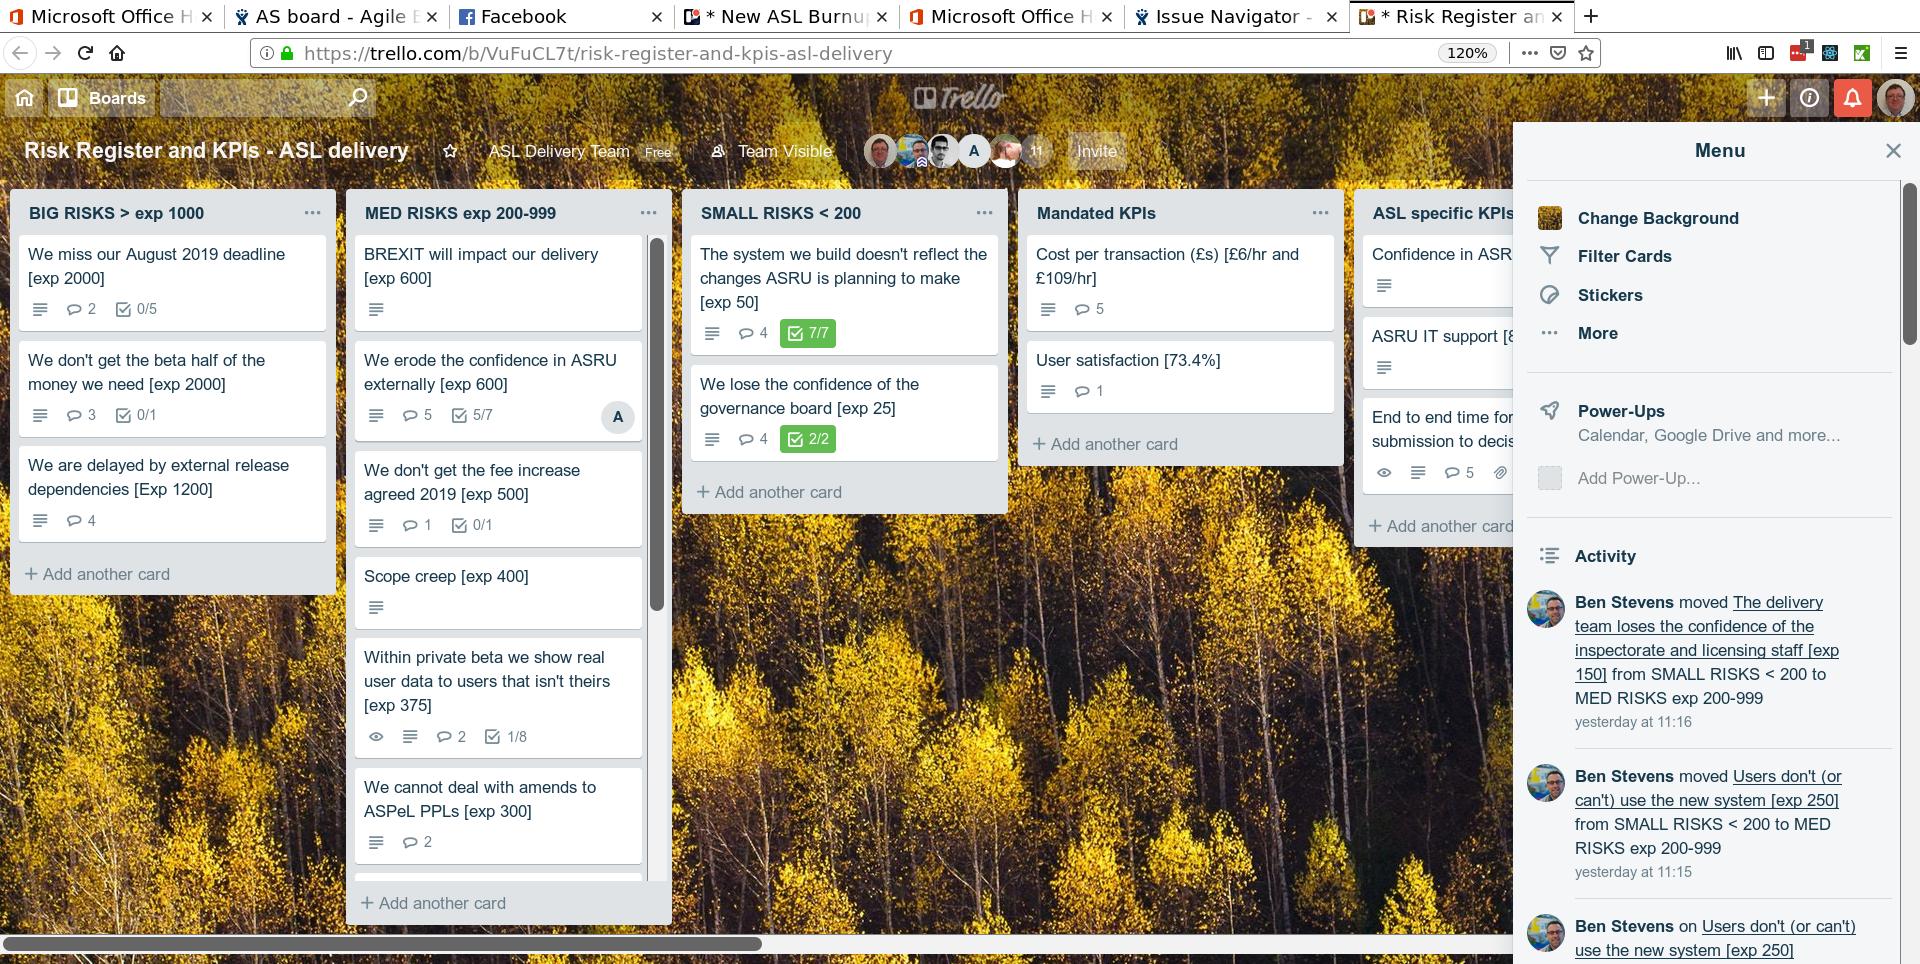 Microsoft Office H
AS board - Agile B
Facebook
* New ASL Burnup
Microsoft Office H
Issue Navigator -
* Risk Register an
https://trello.com/b/VuFuCL7t/risk-register-and-kpis-asl-delivery
120%
1
Boards
Trello
Risk Register and KPIs - ASL delivery
ASL Delivery Team Free
Team Visible
A
11
Invite
BIG RISKS > exp 1000
We miss our August 2019 deadline
[exp 2000]
2 0/5
We don't get the beta half of the
money we need [exp 2000]
3 0/1
We are delayed by external release
dependencies [Exp 1200]
4
+ Add another card
MED RISKS exp 200-999
BREXIT will impact our delivery
[exp 600]
We erode the confidence in ASRU
externally [exp 600]
5 5/7
A
We don't get the fee increase
agreed 2019 [exp 500]
1 0/1
Scope creep [exp 400]
Within private beta we show real
user data to users that isn't theirs
[exp 375]
2 1/8
We cannot deal with amends to
ASPeL PPLs [exp 300]
2
+ Add another card
SMALL RISKS < 200
The system we build doesn't reflect the
changes ASRU is planning to make
[exp 50]
4 7/7
We lose the confidence of the
governance board [exp 25]
4 2/2
+ Add another card
Mandated KPIs
Cost per transaction (£s) [£6/hr and
£109/hr]
5
User satisfaction [73.4%]
1
+ Add another card
ASL specific KPIs
Confidence in ASR
ASRU IT support [8
End to end time for
submission to decis
5
+ Add another card
Menu
Change Background
Filter Cards
Stickers
More
Power-Ups
Calendar, Google Drive and more...
Add Power-Up...
Activity
Ben Stevens moved The delivery
team loses the confidence of the
inspectorate and licensing staff [exp
150] from SMALL RISKS < 200 to
MED RISKS exp 200-999
yesterday at 11:16
Ben Stevens moved Users don't (or
can't) use the new system [exp 250]
from SMALL RISKS < 200 to MED
RISKS exp 200-999
yesterday at 11:15
Ben Stevens on Users don't (or can't)
use the new system [exp 250]